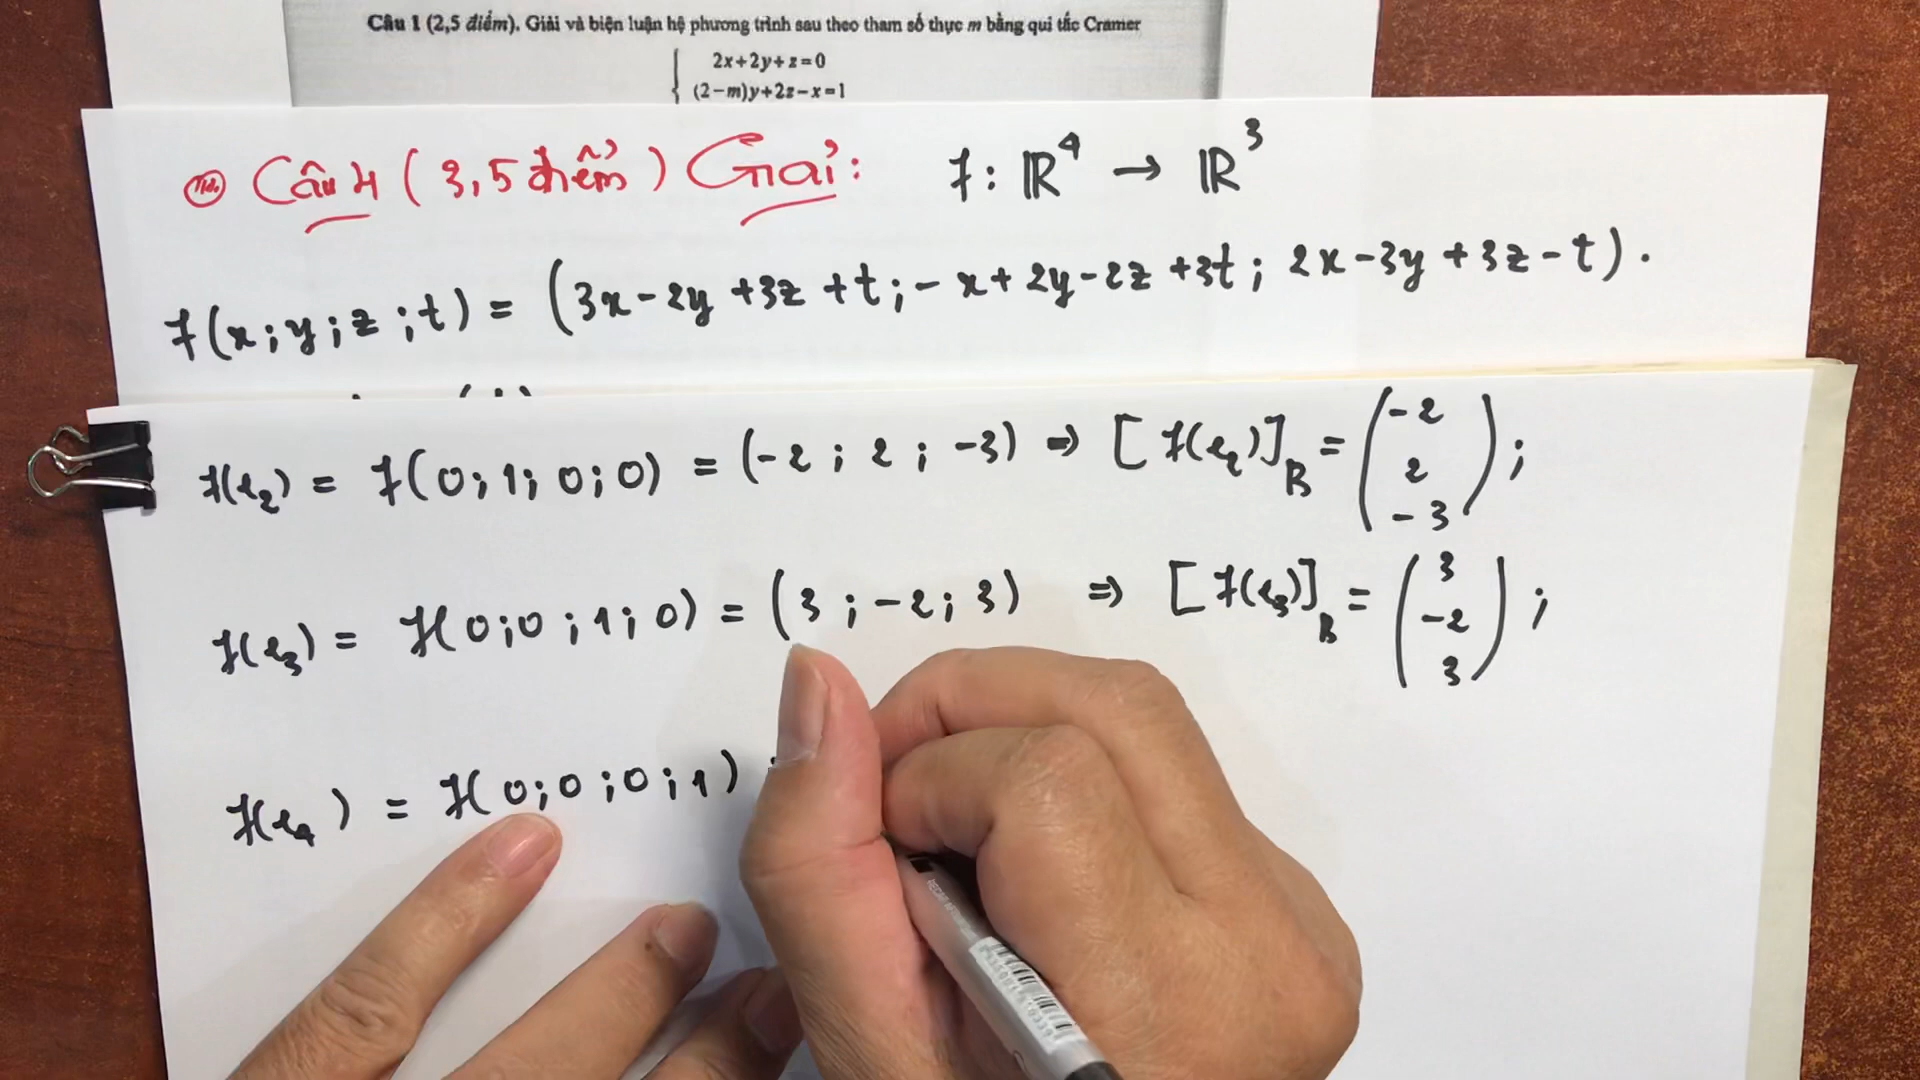 Câu 1 (2,5 điểm). Giải và biện luận hệ phương trình sau theo tham số thực m bằng qui tắc Cramer
2x+2y+z=0
(2-m)y+2z-x=1
Câu 4 (3,5 điểm) Giải: f: ℝ⁴ → ℝ³
f(x;y;z;t) = (3x-2y+3z+t; -x+2y-2z+3t; 2x-3y+3z-t).
f(e₂) = f(0;1;0;0) = (-2; 2; -3) ⇒ [f(e₂)]_B = (-2 2 -3);
f(e₃) = f(0;0;1;0) = (3; -2; 3) ⇒ [f(e₃)]_B = (3 -2 3);
f(e₄) = f(0;0;0;1)